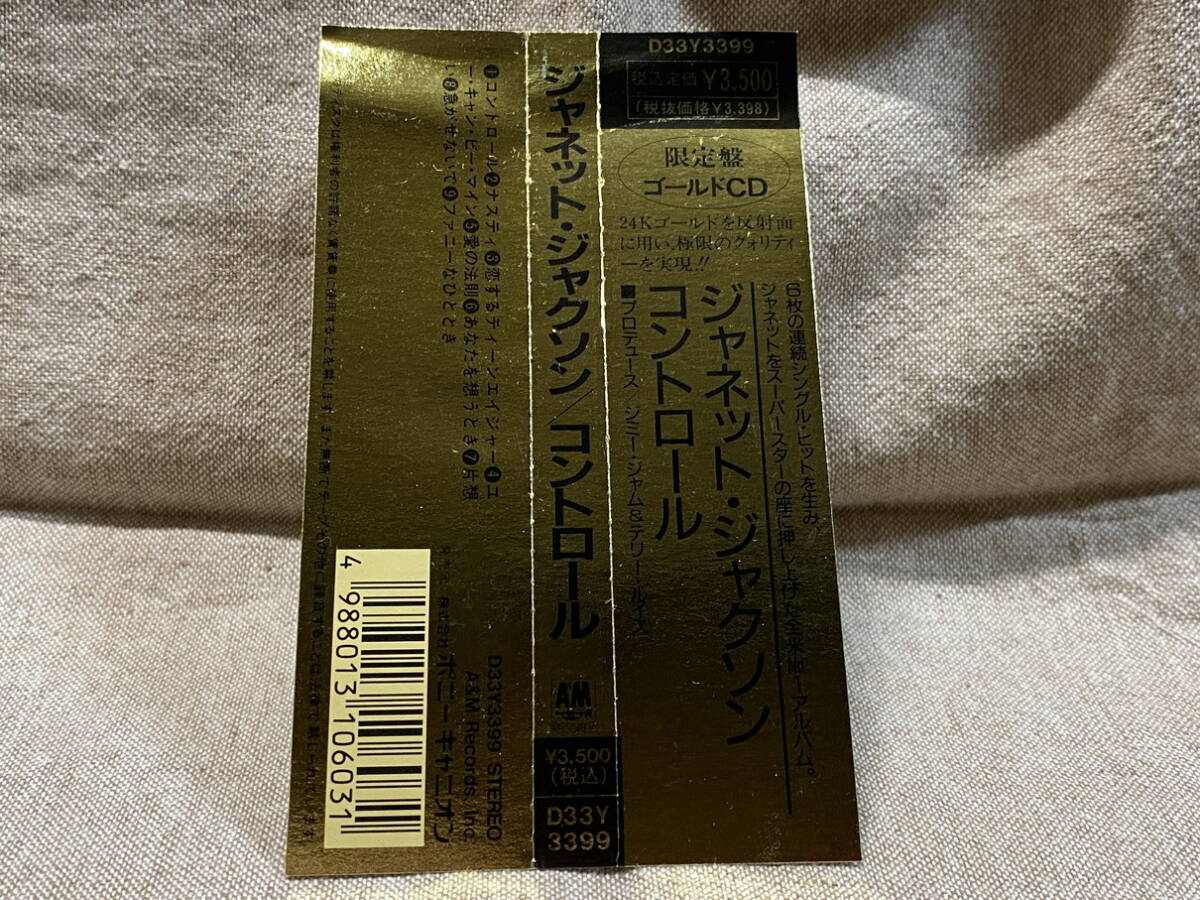 D33Y3399
税込定価 ¥3,500
(税抜価格¥3,398)
限定盤
ゴールドCD
24Kゴールドを反射面
に用い、極限のクォリティ
ーを実現!!
6枚の連続シングル・ヒットを生み、
ジャネットをスーパースターの座に押し上げた全米No.1アルバム。
ジャネット・ジャクソン
コントロール
■プロデュース/ジミー・ジャム&テリー・ルイス
ジャネット・ジャクソン/コントロール
A&M
RECORDS
¥3,500
(税込)
D33Y
3399
❶コントロール❷ナスティ❸恋するティーンエイジャー❹ユ
ー・キャン・ビー・マイン❺愛の法則❻あなたを想うとき❼片想
い❽急かせないで❾ファニーなひととき
D33Y3399 STEREO
A&M Records, Inc.
株式会社 ポニーキャニオン
4 988013 106031